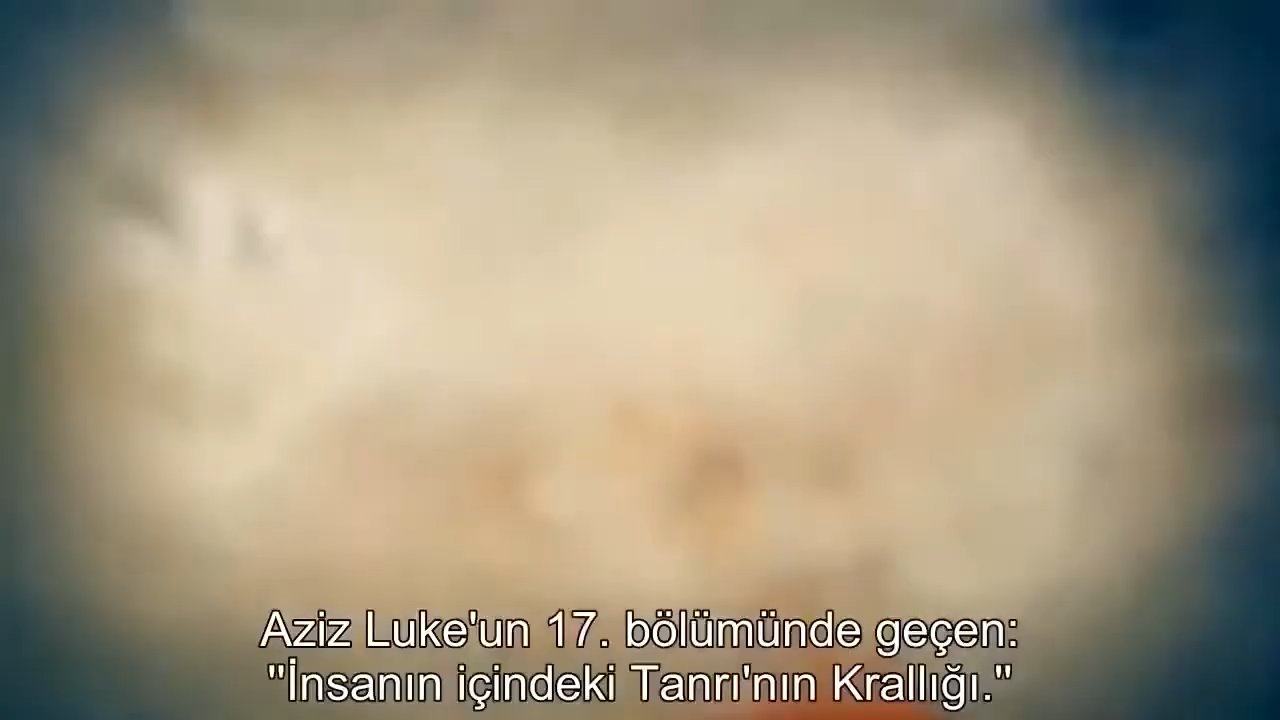 Aziz Luke'un 17. bölümünde geçen:
"İnsanın içindeki Tanrı'nın Krallığı."